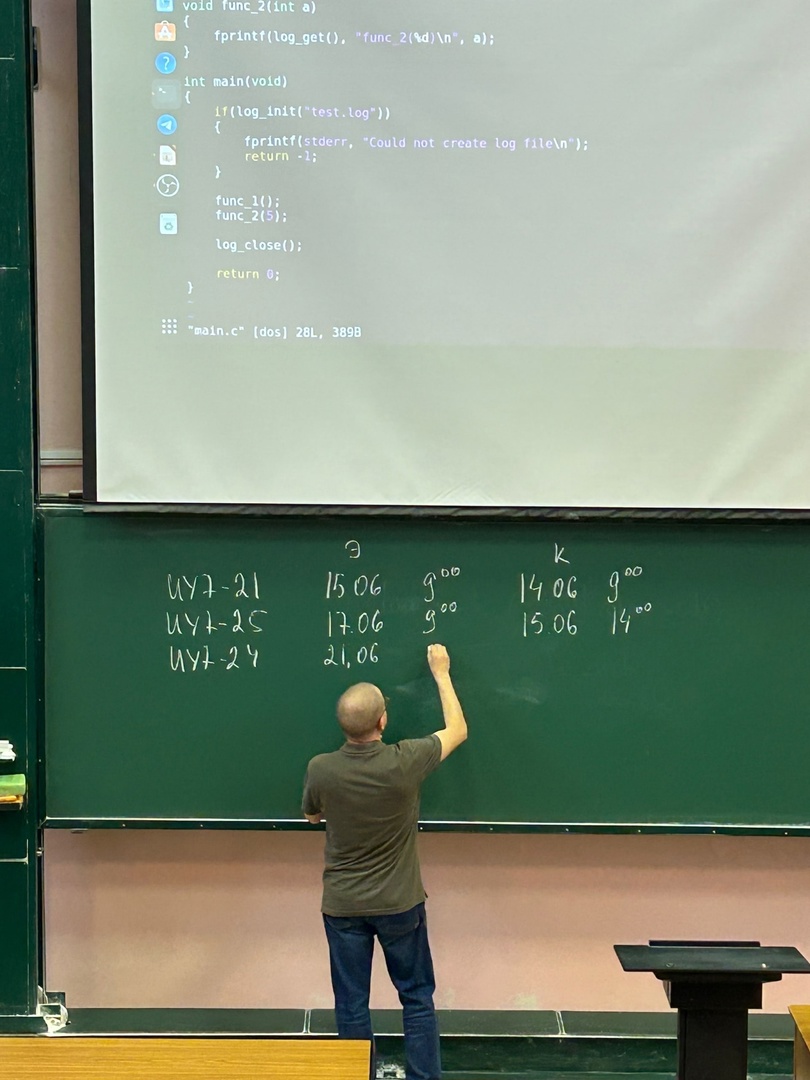 void func_2(int a)
{
fprintf(log_get(), "func_2(%d)\n", a);
}
int main(void)
{
if(log_init("test.log"))
{
fprintf(stderr, "Could not create log file\n");
return -1;
}
func_1();
func_2(5);
log_close();
return 0;
}
~
~
"main.c" [dos] 28L, 389B
Э К
ИУ7-21 15.06 9⁰⁰ 14.06 9⁰⁰
ИУ7-25 17.06 9⁰⁰ 15.06 14⁰⁰
ИУ7-24 21.06